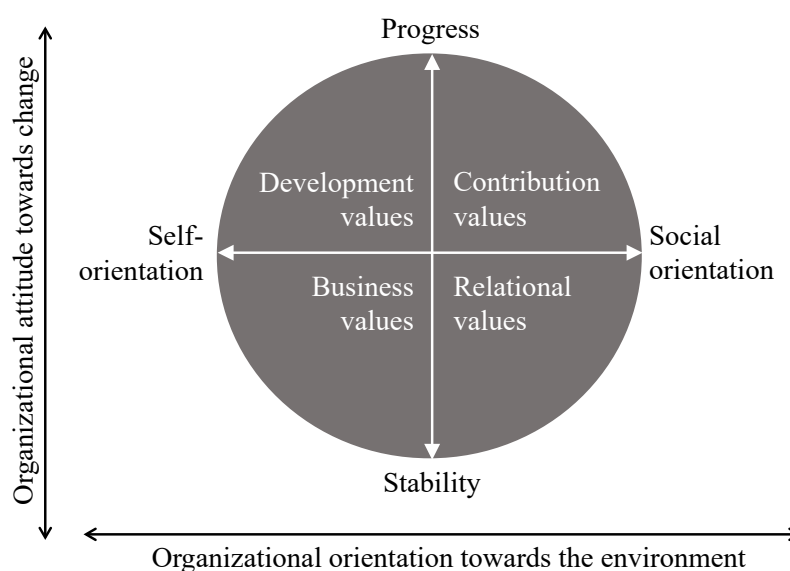 Progress
Organizational attitude towards change
Development
values
Contribution
values
Self-
orientation
Social
orientation
Business
values
Relational
values
Stability
Organizational orientation towards the environment